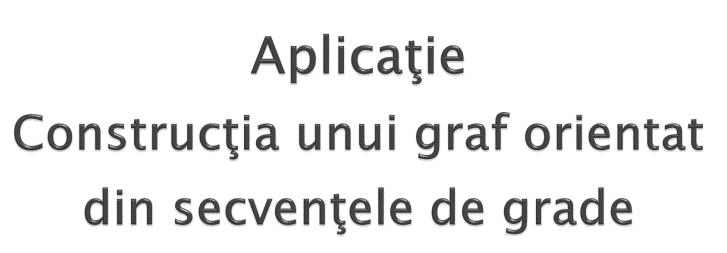 Aplicaţie
Construcţia unui graf orientat
din secvenţele de grade